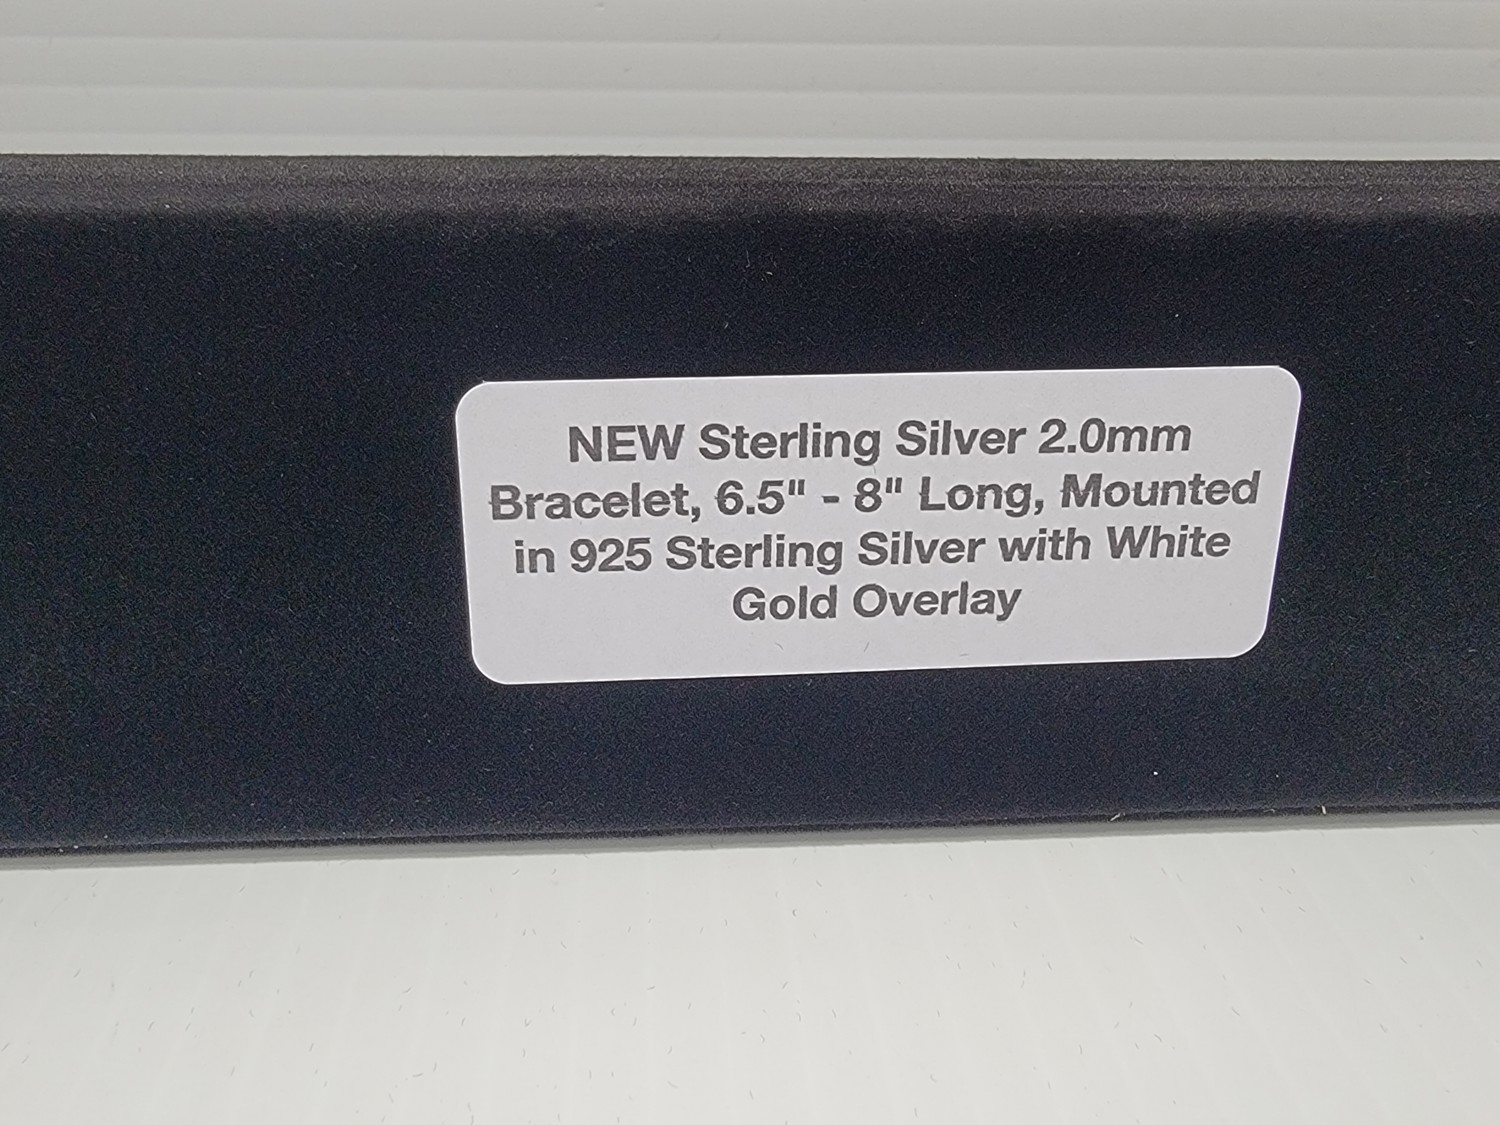 NEW Sterling Silver 2.0mm
Bracelet, 6.5" - 8" Long, Mounted
in 925 Sterling Silver with White
Gold Overlay